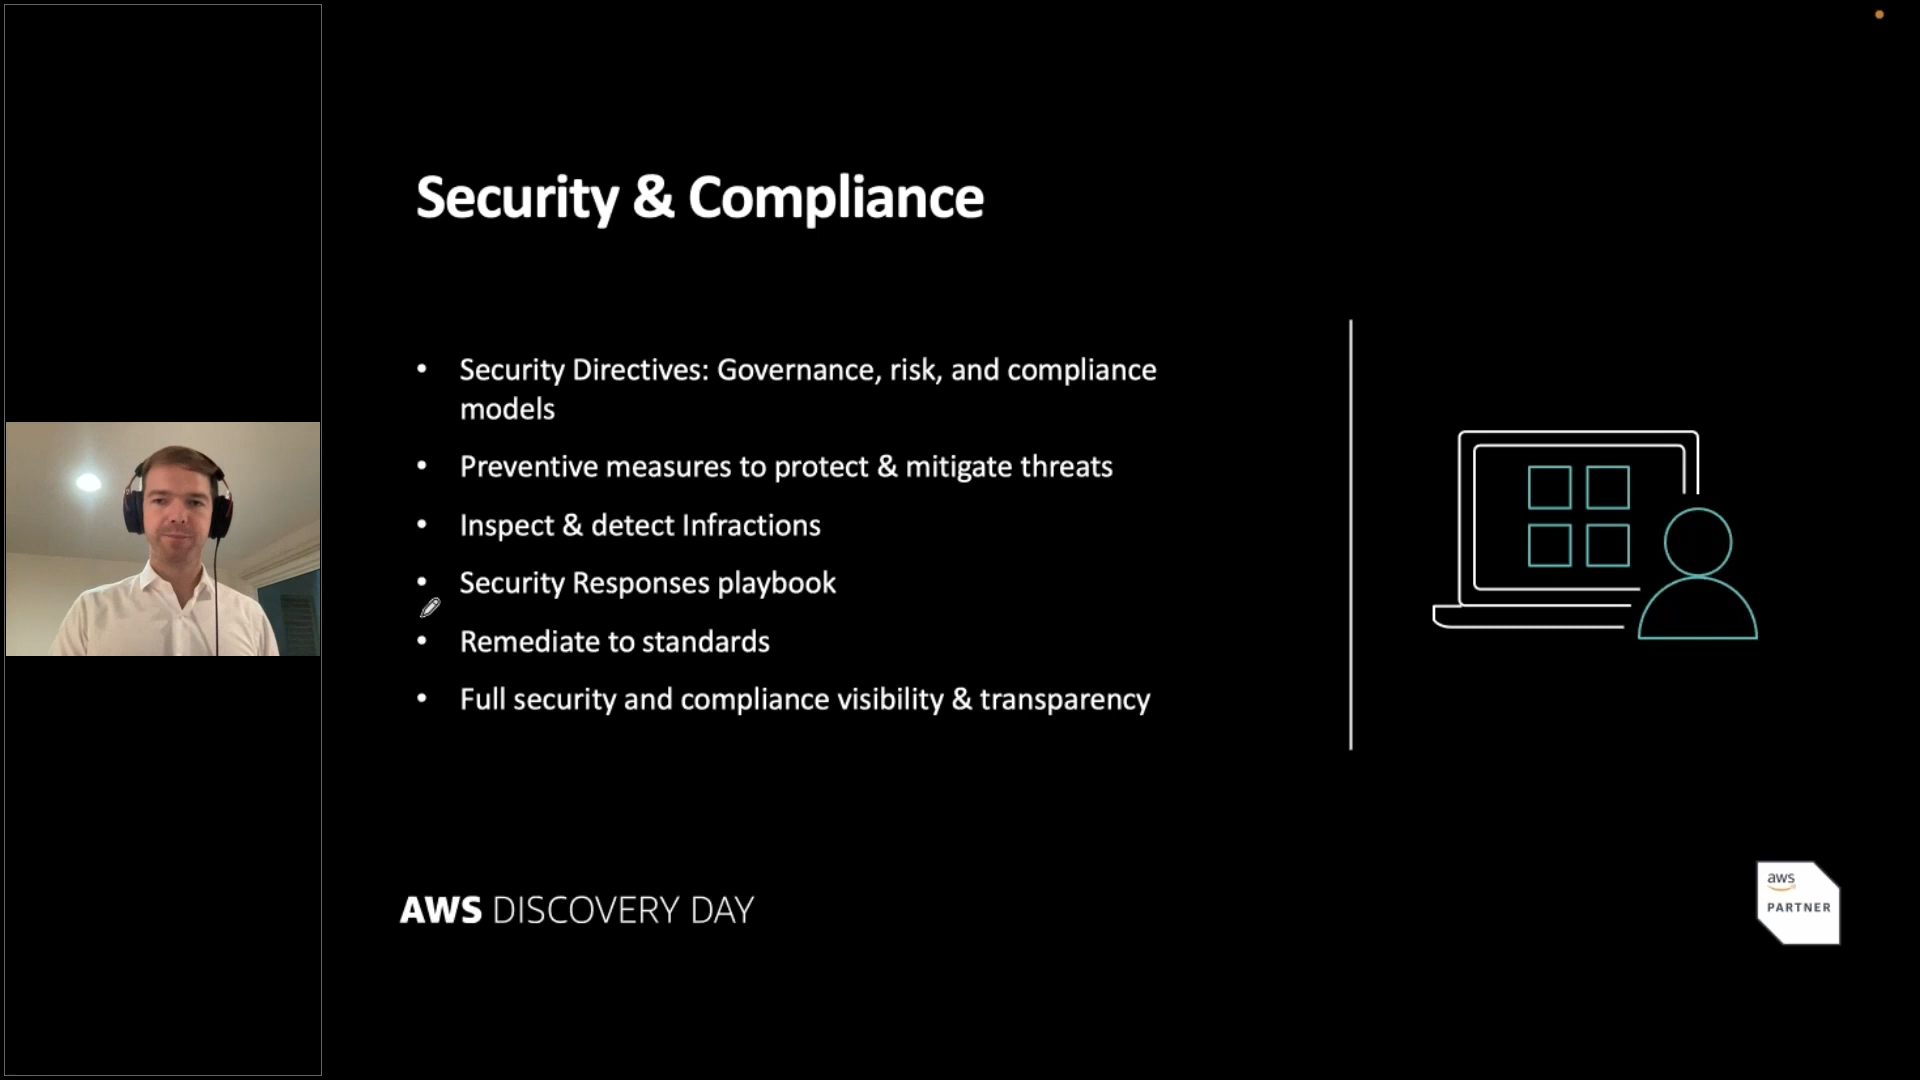 Security & Compliance
• Security Directives: Governance, risk, and compliance
models
• Preventive measures to protect & mitigate threats
• Inspect & detect Infractions
• Security Responses playbook
• Remediate to standards
• Full security and compliance visibility & transparency
AWS DISCOVERY DAY
aws
PARTNER